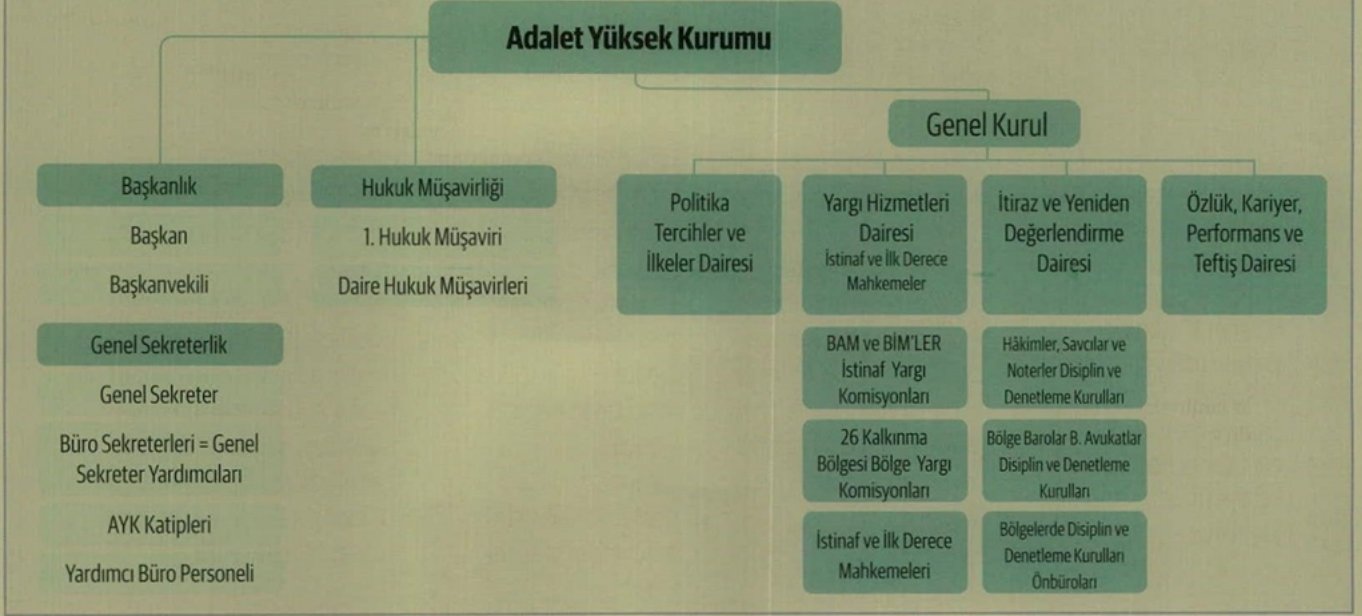 Adalet Yüksek Kurumu
Genel Kurul
Başkanlık
Başkan
Başkanvekili
Genel Sekreterlik
Genel Sekreter
Büro Sekreterleri = Genel
Sekreter Yardımcıları
AYK Katipleri
Yardımcı Büro Personeli
Hukuk Müşavirliği
1. Hukuk Müşaviri
Daire Hukuk Müşavirleri
Politika
Tercihler ve
İlkeler Dairesi
Yargı Hizmetleri
Dairesi
İstinaf ve İlk Derece
Mahkemeler
BAM ve BİM'LER
İstinaf Yargı
Komisyonları
26 Kalkınma
Bölgesi Bölge Yargı
Komisyonları
İstinaf ve İlk Derece
Mahkemeleri
İtiraz ve Yeniden
Değerlendirme
Dairesi
Hâkimler, Savcılar ve
Noterler Disiplin ve
Denetleme Kurulları
Bölge Barolar B. Avukatlar
Disiplin ve Denetleme
Kurulları
Bölgelerde Disiplin ve
Denetleme Kurulları
Önbüroları
Özlük, Kariyer,
Performans ve
Teftiş Dairesi